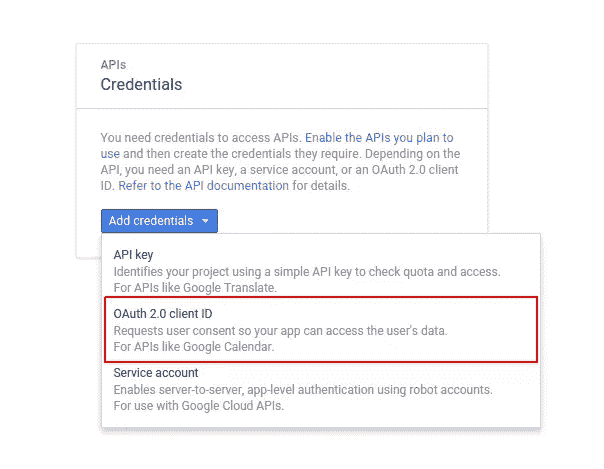 APIs
Credentials
You need credentials to access APIs. Enable the APIs you plan to
use and then create the credentials they require. Depending on the
API, you need an API key, a service account, or an OAuth 2.0 client
ID. Refer to the API documentation for details.
Add credentials
API key
Identifies your project using a simple API key to check quota and access.
For APIs like Google Translate.
OAuth 2.0 client ID
Requests user consent so your app can access the user's data.
For APIs like Google Calendar.
Service account
Enables server-to-server, app-level authentication using robot accounts.
For use with Google Cloud APIs.